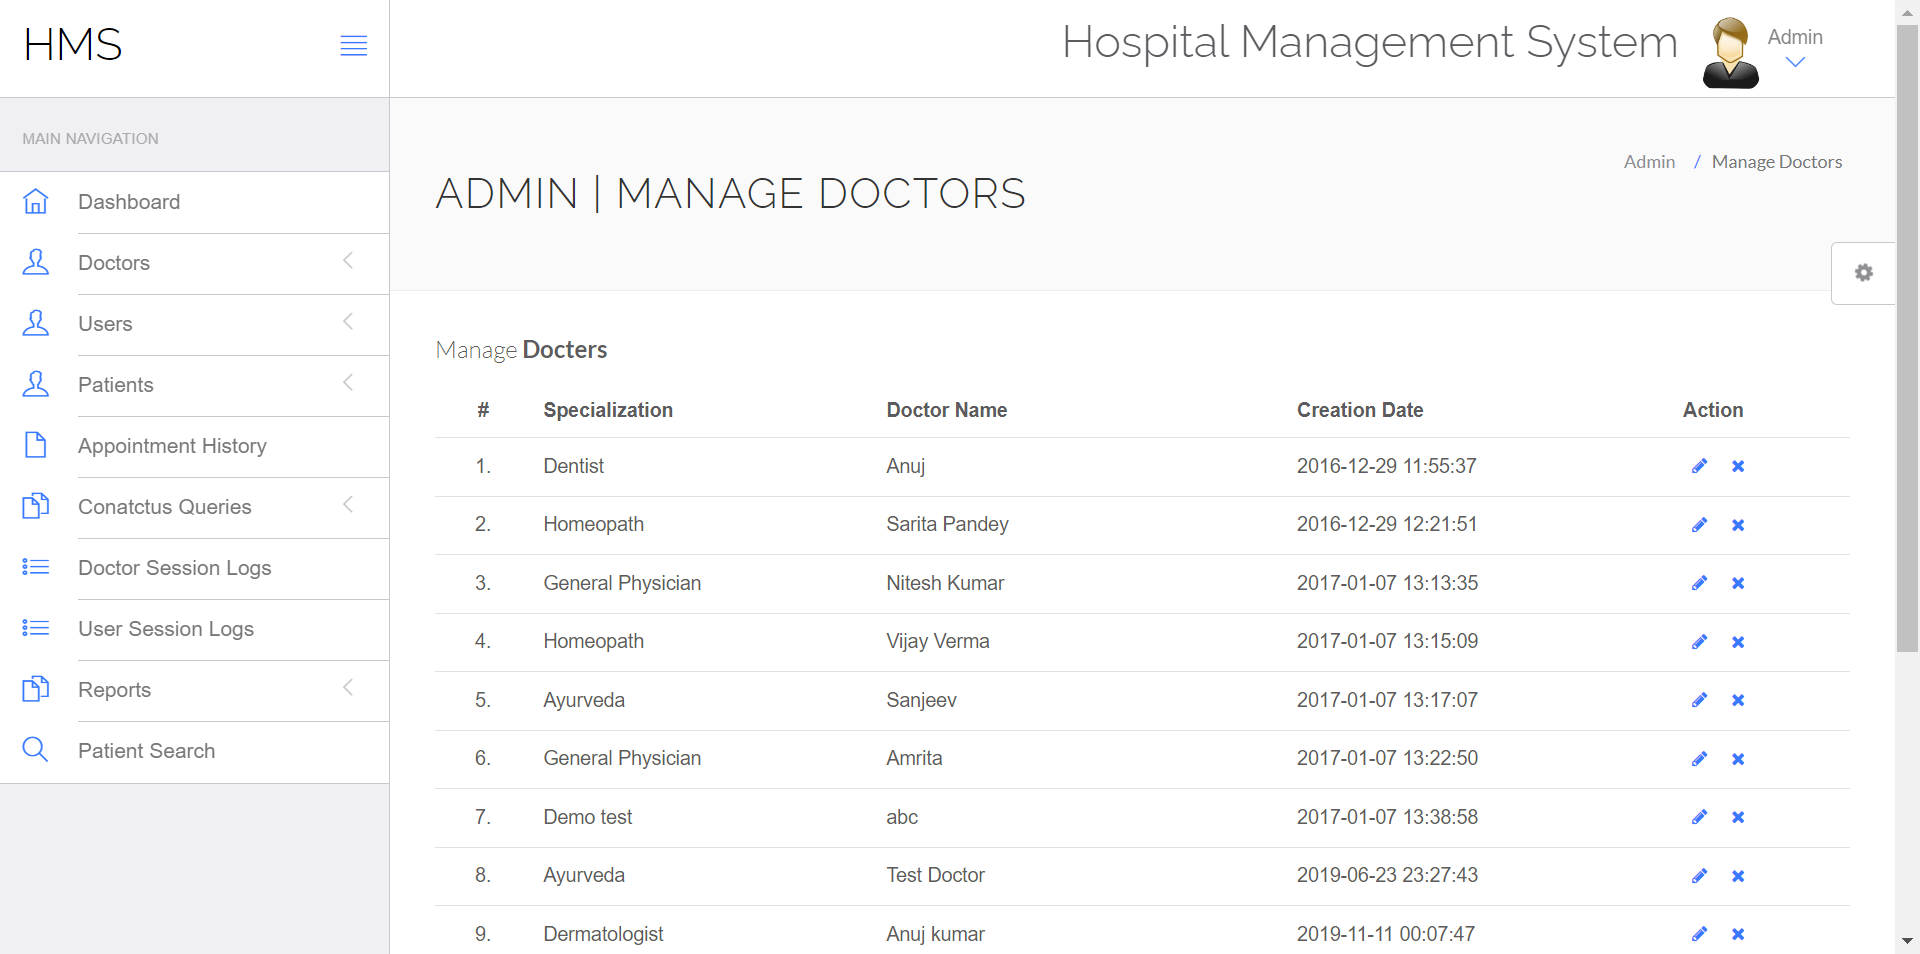 HMS
Hospital Management System
Admin
MAIN NAVIGATION
Dashboard
Doctors
Users
Patients
Appointment History
Conatctus Queries
Doctor Session Logs
User Session Logs
Reports
Patient Search
ADMIN | MANAGE DOCTORS
Admin / Manage Doctors
Manage Docters
# Specialization Doctor Name Creation Date Action
1. Dentist Anuj 2016-12-29 11:55:37
2. Homeopath Sarita Pandey 2016-12-29 12:21:51
3. General Physician Nitesh Kumar 2017-01-07 13:13:35
4. Homeopath Vijay Verma 2017-01-07 13:15:09
5. Ayurveda Sanjeev 2017-01-07 13:17:07
6. General Physician Amrita 2017-01-07 13:22:50
7. Demo test abc 2017-01-07 13:38:58
8. Ayurveda Test Doctor 2019-06-23 23:27:43
9. Dermatologist Anuj kumar 2019-11-11 00:07:47